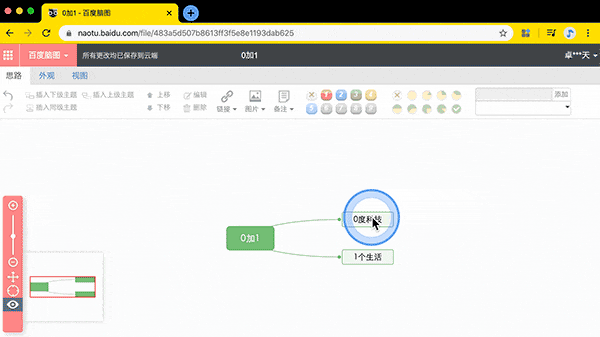 0加1 - 百度脑图
naotu.baidu.com/file/483a5d507b8613ff3f5e8e1193dab625
百度脑图
所有更改均已保存到云端
0加1
卓***天
思路
外观
视图
插入下级主题
插入上级主题
上移
编辑
插入同级主题
下移
删除
链接
图片
备注
添加
0度科技
0加1
1个生活